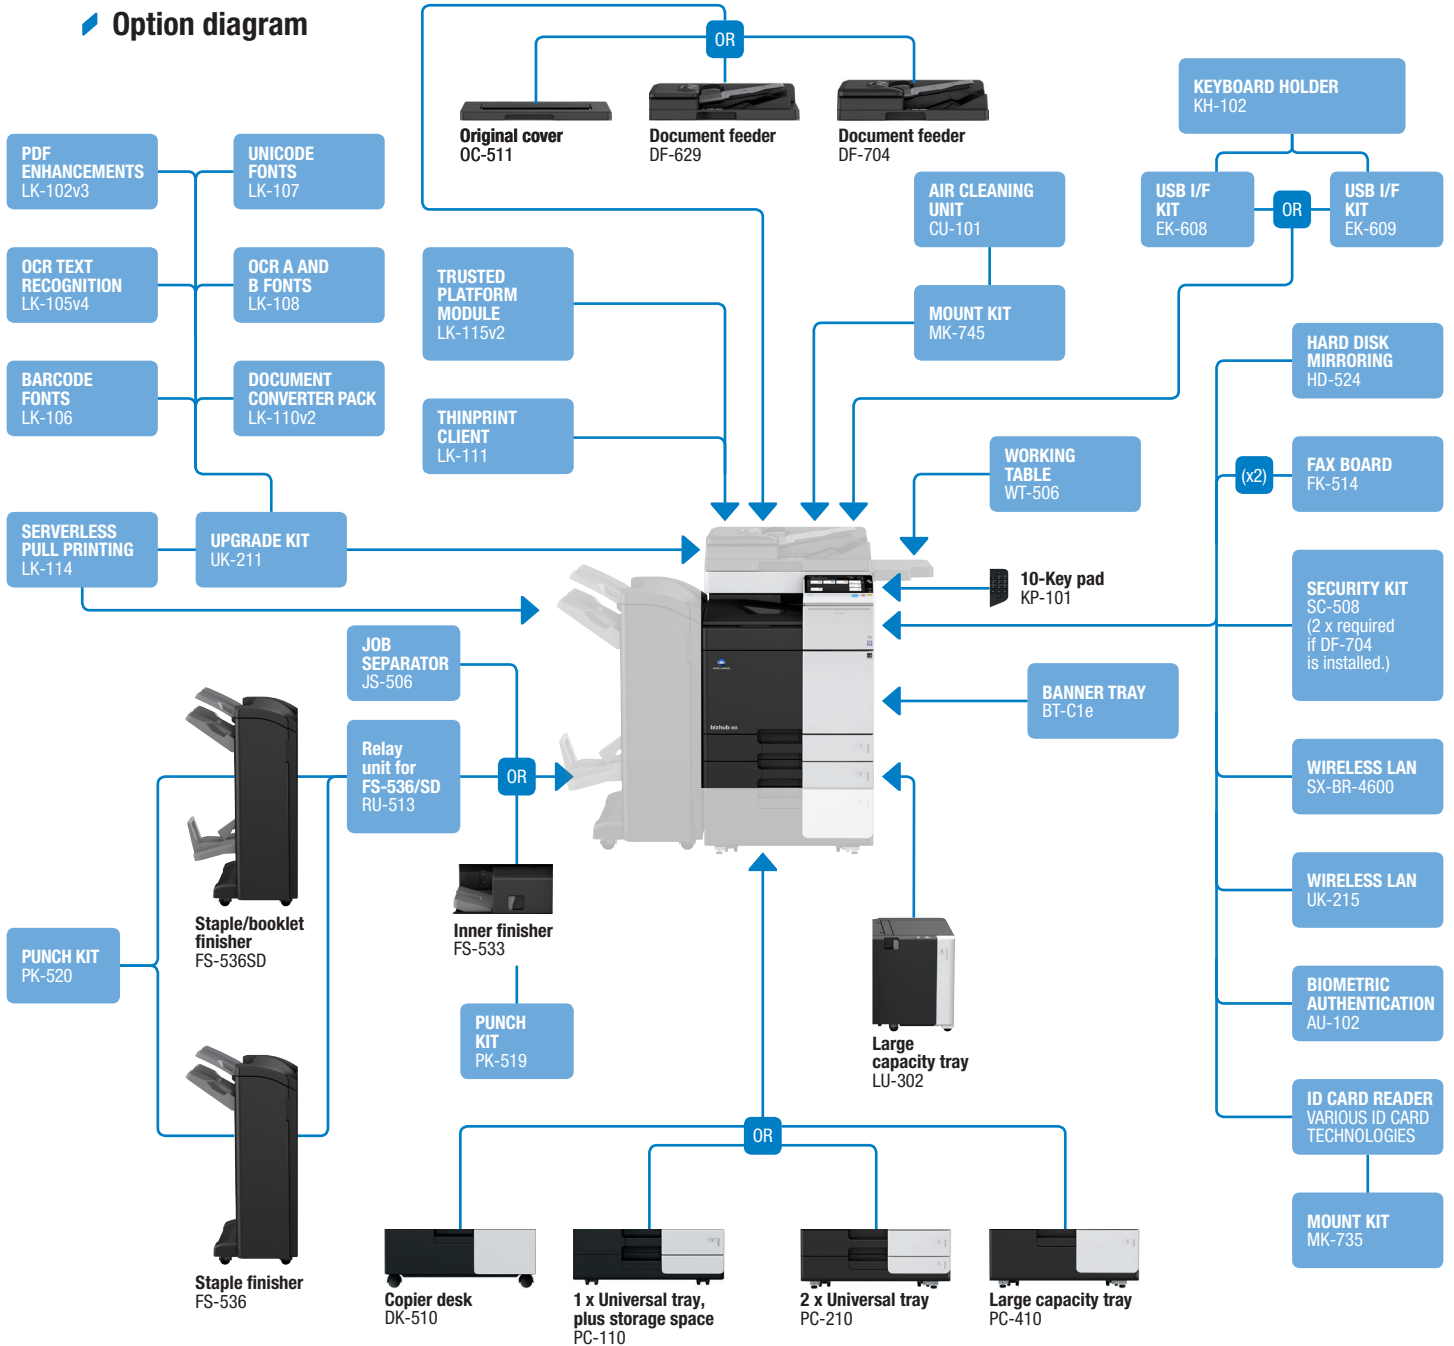 Option diagram
OR
Original cover
OC-511
Document feeder
DF-629
Document feeder
DF-704
KEYBOARD HOLDER
KH-102
USB I/F
KIT
EK-608
OR
USB I/F
KIT
EK-609
PDF
ENHANCEMENTS
LK-102v3
UNICODE
FONTS
LK-107
AIR CLEANING
UNIT
CU-101
OCR TEXT
RECOGNITION
LK-105v4
OCR A AND
B FONTS
LK-108
TRUSTED
PLATFORM
MODULE
LK-115v2
MOUNT KIT
MK-745
HARD DISK
MIRRORING
HD-524
BARCODE
FONTS
LK-106
DOCUMENT
CONVERTER PACK
LK-110v2
THINPRINT
CLIENT
LK-111
WORKING
TABLE
WT-506
(x2)
FAX BOARD
FK-514
SERVERLESS
PULL PRINTING
LK-114
UPGRADE KIT
UK-211
10-Key pad
KP-101
SECURITY KIT
SC-508
(2 x required
if DF-704
is installed.)
JOB
SEPARATOR
JS-506
BANNER TRAY
BT-C1e
bizhub
Relay
unit for
FS-536/SD
RU-513
OR
WIRELESS LAN
SX-BR-4600
WIRELESS LAN
UK-215
Staple/booklet
finisher
FS-536SD
Inner finisher
FS-533
PUNCH KIT
PK-520
PUNCH
KIT
PK-519
Large
capacity tray
LU-302
BIOMETRIC
AUTHENTICATION
AU-102
ID CARD READER
VARIOUS ID CARD
TECHNOLOGIES
OR
MOUNT KIT
MK-735
Staple finisher
FS-536
Copier desk
DK-510
1 x Universal tray,
plus storage space
PC-110
2 x Universal tray
PC-210
Large capacity tray
PC-410